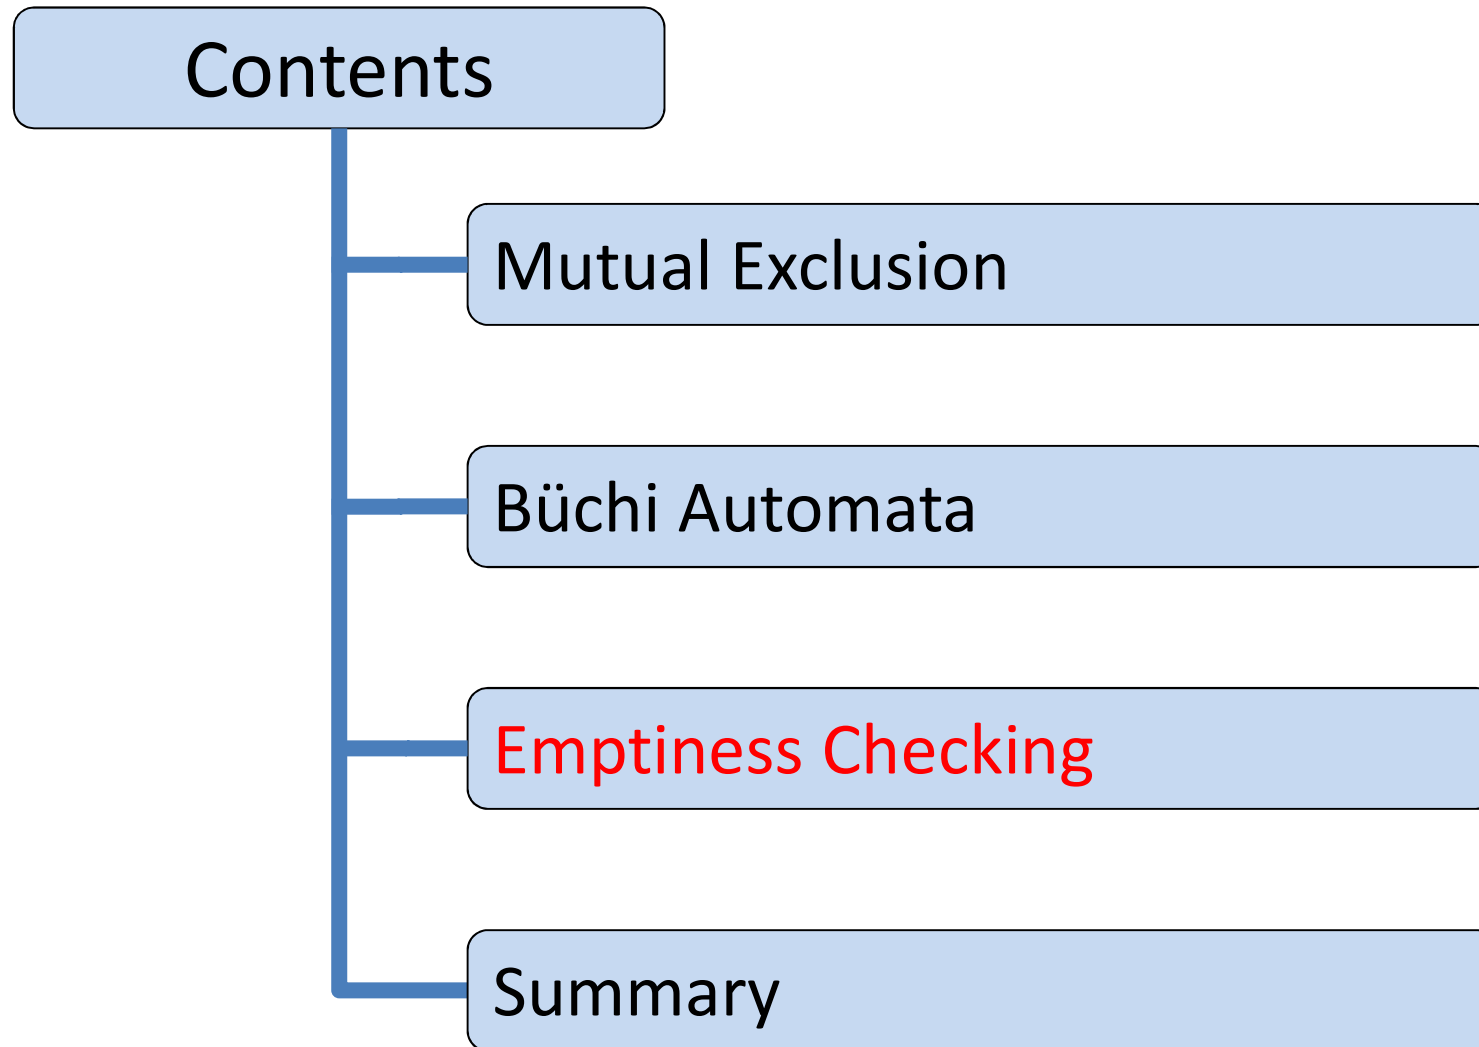 Contents
Mutual Exclusion
Büchi Automata
Emptiness Checking
Summary